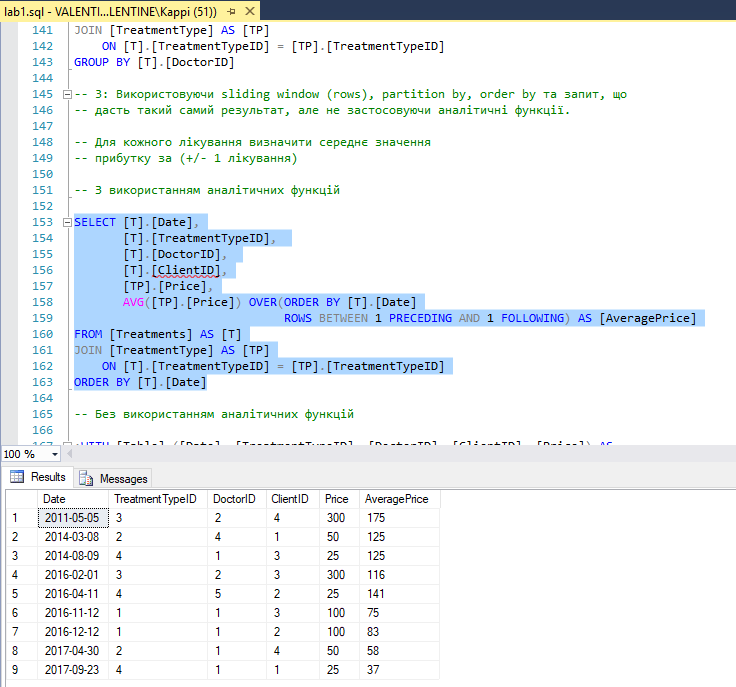 lab1.sql - VALENTI...LENTINE\Kappi (51))
141 JOIN [TreatmentType] AS [TP]
142 ON [T].[TreatmentTypeID] = [TP].[TreatmentTypeID]
143 GROUP BY [T].[DoctorID]
144
145 -- 3: Використовуючи sliding window (rows), partition by, order by та запит, що
146 -- дасть такий самий результат, але не застосовуючи аналітичні функції.
147
148 -- Для кожного лікування визначити середнє значення
149 -- прибутку за (+/- 1 лікування)
150
151 -- З використанням аналітичних функцій
152
153 SELECT [T].[Date],
154 [T].[TreatmentTypeID],
155 [T].[DoctorID],
156 [T].[ClientID],
157 [TP].[Price],
158 AVG([TP].[Price]) OVER(ORDER BY [T].[Date]
159 ROWS BETWEEN 1 PRECEDING AND 1 FOLLOWING) AS [AveragePrice]
160 FROM [Treatments] AS [T]
161 JOIN [TreatmentType] AS [TP]
162 ON [T].[TreatmentTypeID] = [TP].[TreatmentTypeID]
163 ORDER BY [T].[Date]
164
165 -- Без використанням аналітичних функцій
166
167 ;WITH [Table] ([Date], [TreatmentTypeID], [DoctorID], [ClientID], [Price]) AS
100 %
Results Messages
Date TreatmentTypeID DoctorID ClientID Price AveragePrice
1 2011-05-05 3 2 4 300 175
2 2014-03-08 2 4 1 50 125
3 2014-08-09 4 1 3 25 125
4 2016-02-01 3 2 3 300 116
5 2016-04-11 4 5 2 25 141
6 2016-11-12 1 1 3 100 75
7 2016-12-12 1 1 2 100 83
8 2017-04-30 2 1 4 50 58
9 2017-09-23 4 1 1 25 37